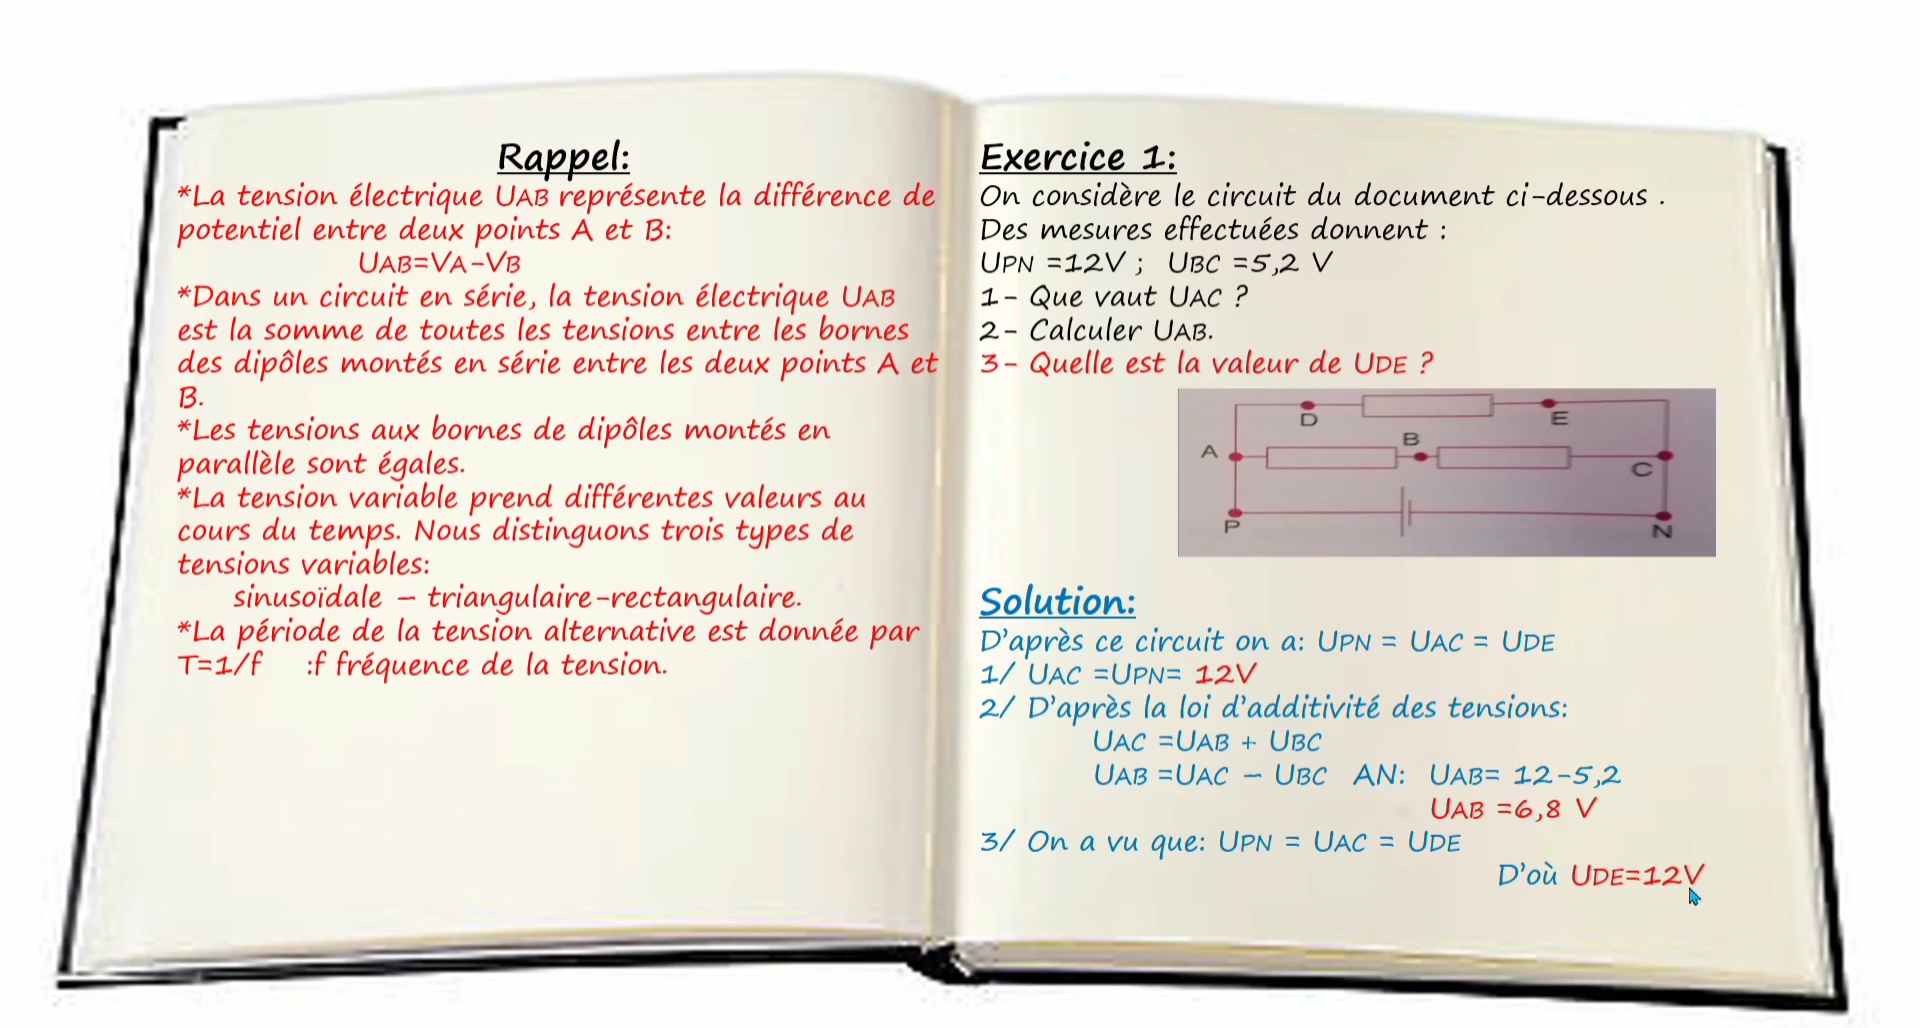 Rappel:
*La tension électrique UAB représente la différence de
potentiel entre deux points A et B:
UAB=VA-VB
*Dans un circuit en série, la tension électrique UAB
est la somme de toutes les tensions entre les bornes
des dipôles montés en série entre les deux points A et
B.
*Les tensions aux bornes de dipôles montés en
parallèle sont égales.
*La tension variable prend différentes valeurs au
cours du temps. Nous distinguons trois types de
tensions variables:
sinusoïdale – triangulaire-rectangulaire.
*La période de la tension alternative est donnée par
T=1/f :f fréquence de la tension.
Exercice 1:
On considère le circuit du document ci-dessous .
Des mesures effectuées donnent :
UPN =12V ; UBC =5,2 V
1- Que vaut UAC ?
2- Calculer UAB.
3- Quelle est la valeur de UDE ?
D E
A B C
P N
Solution:
D'après ce circuit on a: UPN = UAC = UDE
1/ UAC =UPN= 12V
2/ D'après la loi d'additivité des tensions:
UAC =UAB + UBC
UAB =UAC – UBC AN: UAB= 12-5,2
UAB =6,8 V
3/ On a vu que: UPN = UAC = UDE
D'où UDE=12V